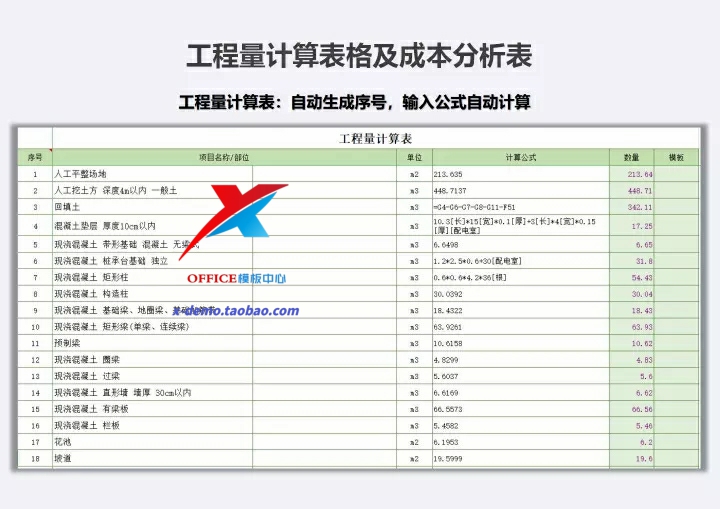 工程量计算表格及成本分析表
工程量计算表：自动生成序号，输入公式自动计算
工程量计算表
序号 项目名称/部位 单位 计算公式 数量 模板
1 人工平整场地 m2 213.635 213.64
2 人工挖土方 深度4m以内 一般土 m3 448.7137 448.71
3 回填土 m3 =G4-G6-G7-G8-G11-F51 342.11
4 混凝土垫层 厚度10cm以内 m3 10.3[长]*15[宽]*0.1[厚]+3[长]*4[宽]*0.15[厚][配电室] 17.25
5 现浇混凝土 带形基础 混凝土 无梁式 m3 6.6498 6.65
6 现浇混凝土 桩承台基础 独立 m3 1.2*2.5*0.6+30[配电室] 31.8
7 现浇混凝土 矩形柱 m3 0.6*0.6*4.2*36[根] 54.43
OFFICE模板中心
8 现浇混凝土 构造柱 m3 30.0392 30.04
9 现浇混凝土 基础梁、地圈梁、 m3 18.4322 18.43
x-demo.taobao.com
10 现浇混凝土 矩形梁(单梁、连续梁) m3 63.9261 63.93
11 预制梁 m3 10.6158 10.62
12 现浇混凝土 圈梁 m3 4.8299 4.83
13 现浇混凝土 过梁 m3 5.6037 5.6
14 现浇混凝土 直形墙 墙厚 30cm以内 m3 6.6169 6.62
15 现浇混凝土 有梁板 m3 66.5573 66.56
16 现浇混凝土 栏板 m3 5.4582 5.46
17 花池 m2 6.1953 6.2
18 坡道 m2 19.5999 19.6